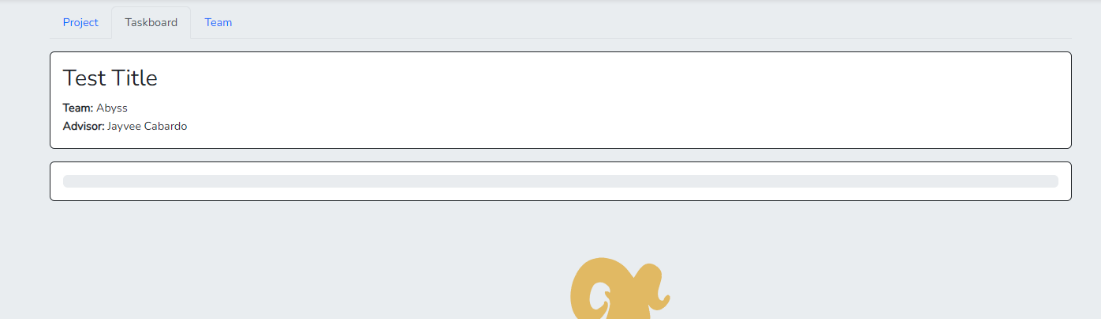 Project Taskboard Team
Test Title
Team: Abyss
Advisor: Jayvee Cabardo